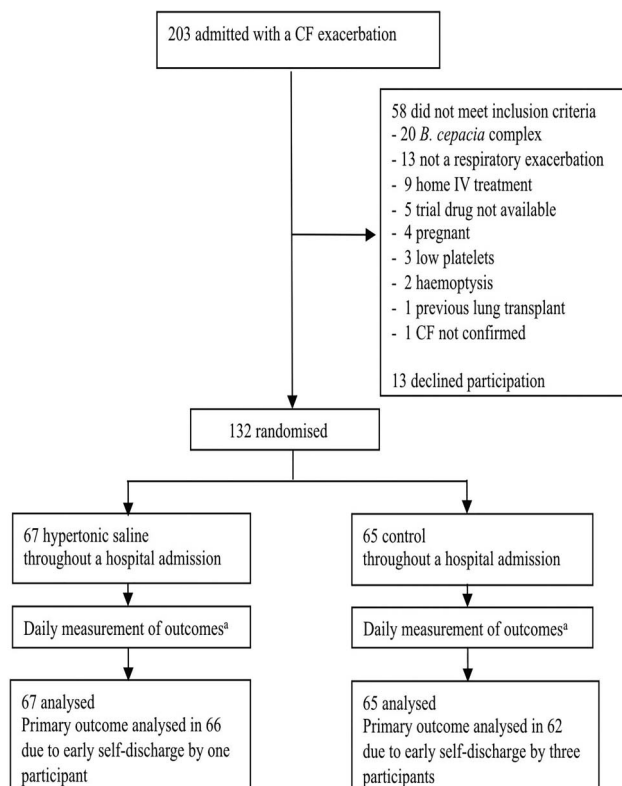 203 admitted with a CF exacerbation
58 did not meet inclusion criteria
- 20 B. cepacia complex
- 13 not a respiratory exacerbation
- 9 home IV treatment
- 5 trial drug not available
- 4 pregnant
- 3 low platelets
- 2 haemoptysis
- 1 previous lung transplant
- 1 CF not confirmed
13 declined participation
132 randomised
67 hypertonic saline
throughout a hospital admission
65 control
throughout a hospital admission
Daily measurement of outcomesᵃ
Daily measurement of outcomesᵃ
67 analysed
Primary outcome analysed in 66
due to early self-discharge by one
participant
65 analysed
Primary outcome analysed in 62
due to early self-discharge by three
participants